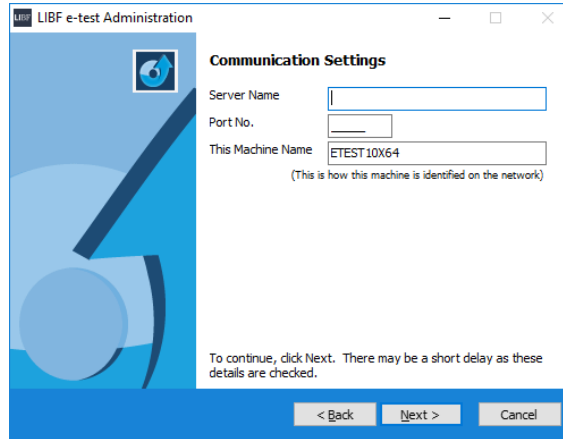 LIBF LIBF e-test Administration
Communication Settings
Server Name
Port No.
This Machine Name ETEST10X64
(This is how this machine is identified on the network)
To continue, click Next. There may be a short delay as these
details are checked.
< Back Next > Cancel